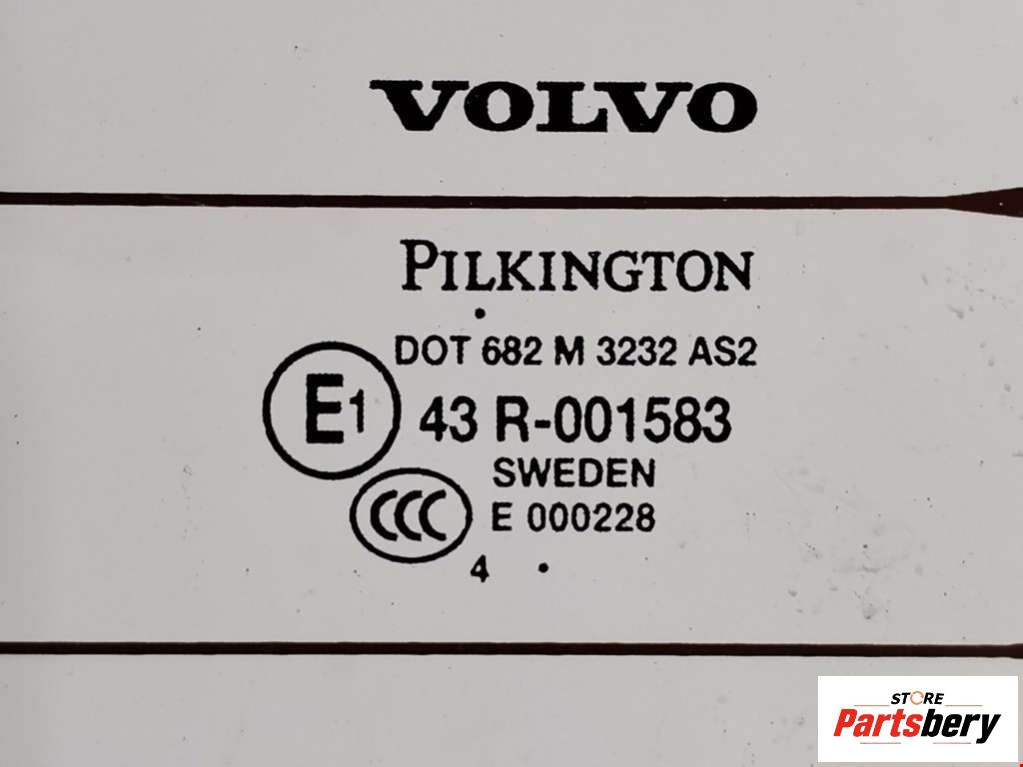 VOLVO
PILKINGTON
DOT 682 M 3232 AS2
E1 43 R-001583
SWEDEN
CCC E 000228
4
STORE
Partsbery